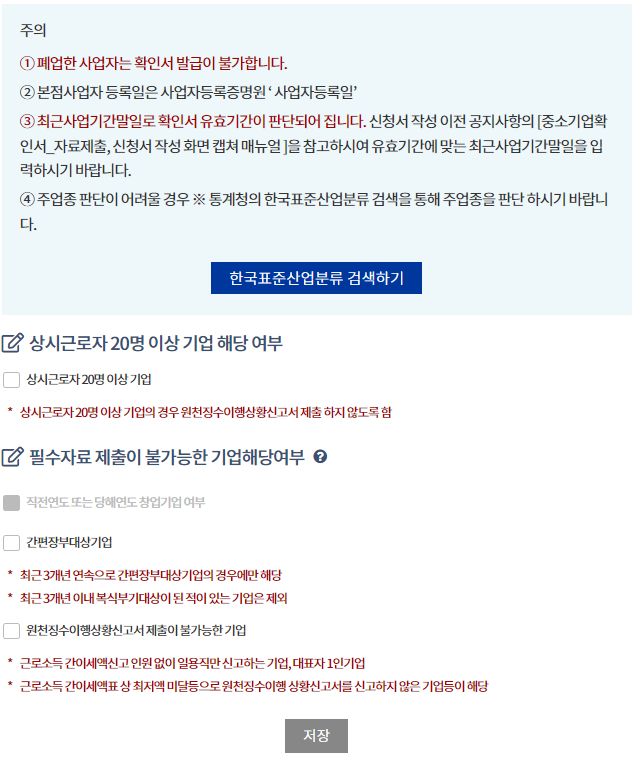 주의
① 폐업한 사업자는 확인서 발급이 불가합니다.
② 본점사업자 등록일은 사업자등록증명원 ‘ 사업자등록일’
③ 최근사업기간말일로 확인서 유효기간이 판단되어 집니다. 신청서 작성 이전 공지사항의 [중소기업확
인서_자료제출, 신청서 작성 화면 캡쳐 매뉴얼 ]을 참고하시여 유효기간에 맞는 최근사업기간말일을 입
력하시기 바랍니다.
④ 주업종 판단이 어려울 경우 ※ 통계청의 한국표준산업분류 검색을 통해 주업종을 판단 하시기 바랍니
다.
한국표준산업분류 검색하기
상시근로자 20명 이상 기업 해당 여부
상시근로자 20명 이상 기업
* 상시근로자 20명 이상 기업의 경우 원천징수이행상황신고서 제출 하지 않도록 함
필수자료 제출이 불가능한 기업해당여부 ?
직전연도 또는 당해연도 창업기업 여부
간편장부대상기업
* 최근 3개년 연속으로 간편장부대상기업의 경우에만 해당
* 최근 3개년 이내 복식부기대상이 된 적이 있는 기업은 제외
원천징수이행상황신고서 제출이 불가능한 기업
* 근로소득 간이세액신고 인원 없이 일용직만 신고하는 기업, 대표자 1인기업
* 근로소득 간이세액표 상 최저액 미달등으로 원천징수이행 상황신고서를 신고하지 않은 기업등이 해당
저장